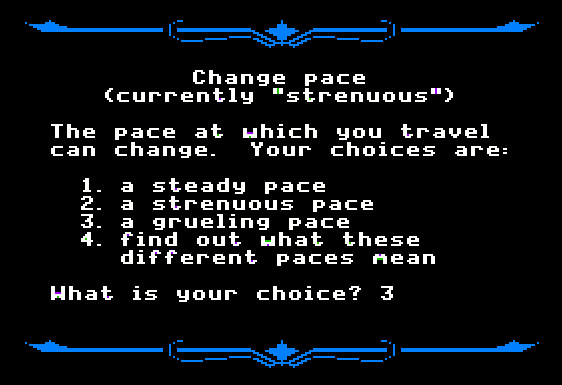 Change pace
(currently "strenuous")
The pace at which you travel
can change.  Your choices are:
1. a steady pace
2. a strenuous pace
3. a grueling pace
4. find out what these
different paces mean
What is your choice? 3